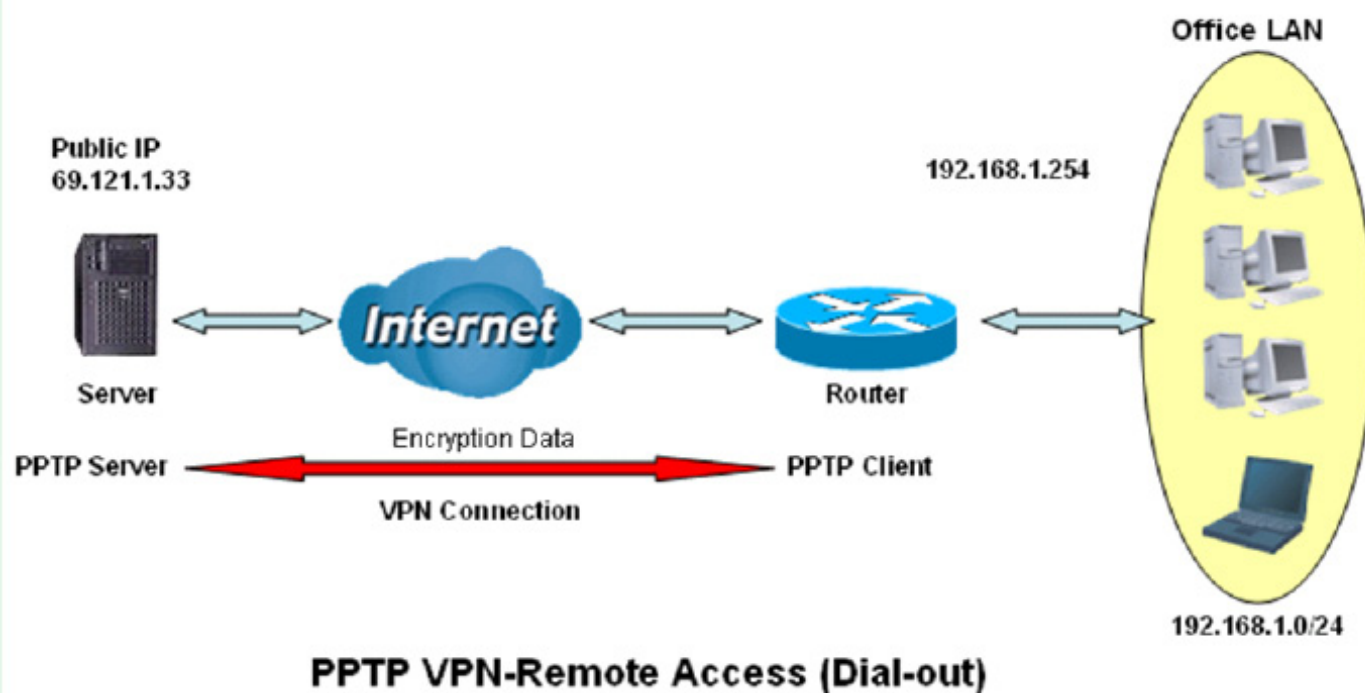 Office LAN
Public IP
69.121.1.33
192.168.1.254
Internet
Server
Router
Encryption Data
PPTP Server
PPTP Client
VPN Connection
192.168.1.0/24
PPTP VPN-Remote Access (Dial-out)